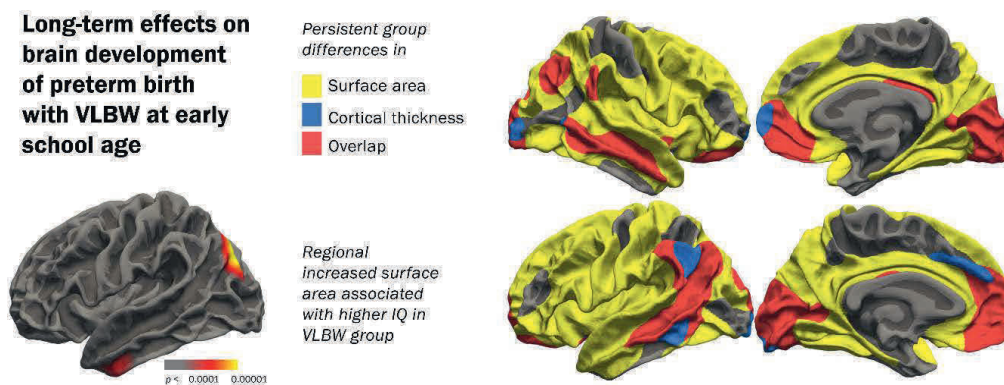 Long-term effects on
brain development
of preterm birth
with VLBW at early
school age
Persistent group
differences in
Surface area
Cortical thickness
Overlap
Regional
increased surface
area associated
with higher IQ in
VLBW group
p < 0.0001 0.00001